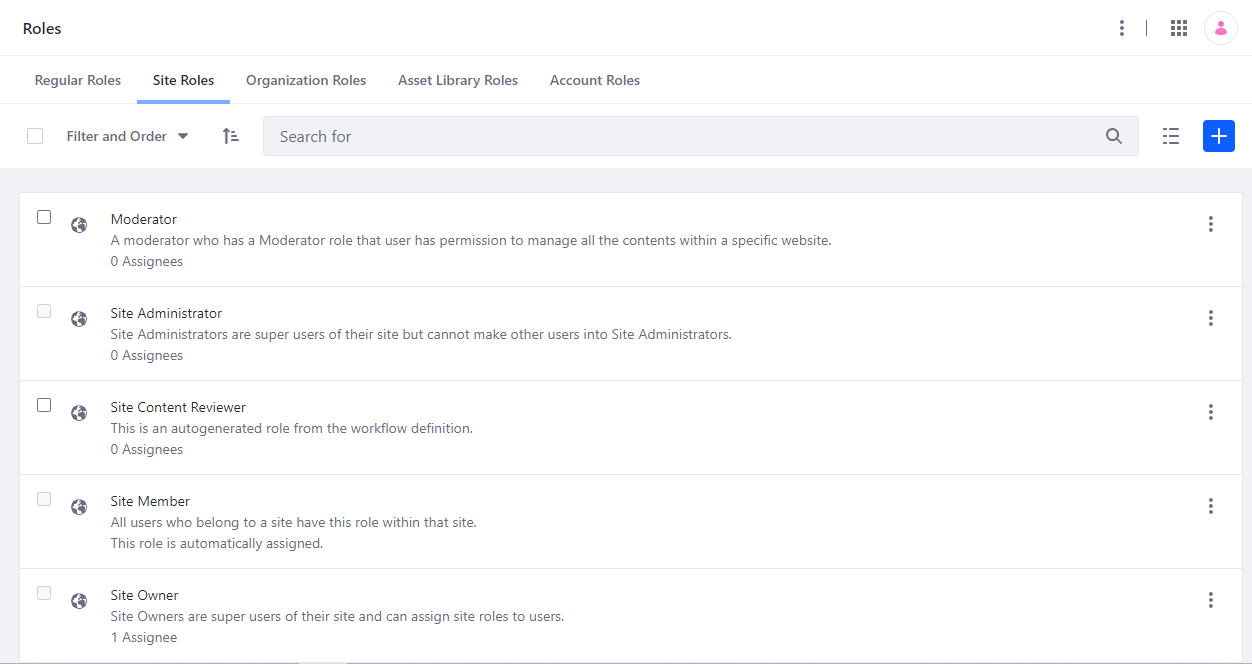 Roles
Regular Roles Site Roles Organization Roles Asset Library Roles Account Roles
Filter and Order Search for
Moderator
A moderator who has a Moderator role that user has permission to manage all the contents within a specific website.
0 Assignees
Site Administrator
Site Administrators are super users of their site but cannot make other users into Site Administrators.
0 Assignees
Site Content Reviewer
This is an autogenerated role from the workflow definition.
0 Assignees
Site Member
All users who belong to a site have this role within that site.
This role is automatically assigned.
Site Owner
Site Owners are super users of their site and can assign site roles to users.
1 Assignee